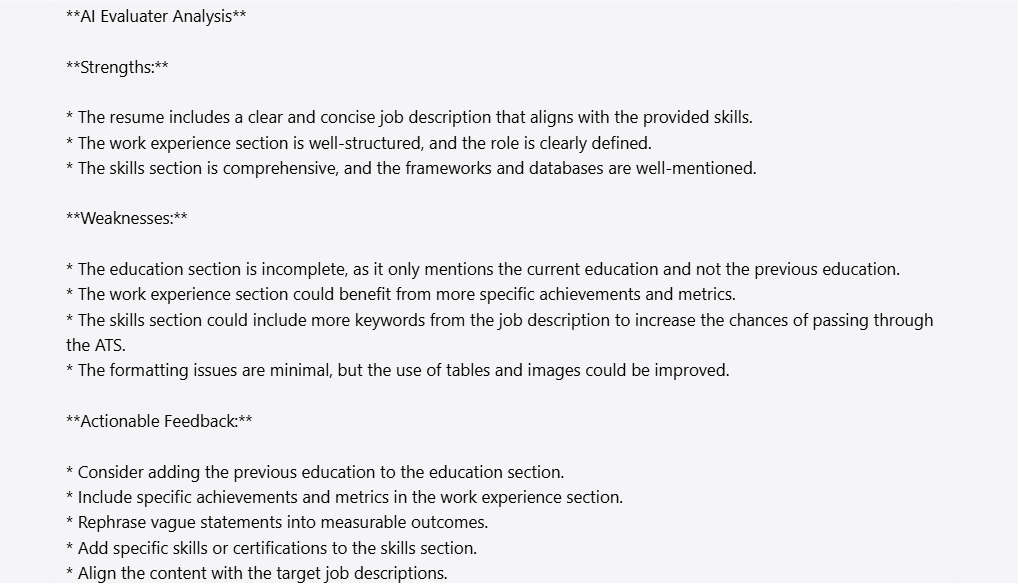 **AI Evaluater Analysis**
**Strengths:**
* The resume includes a clear and concise job description that aligns with the provided skills.
* The work experience section is well-structured, and the role is clearly defined.
* The skills section is comprehensive, and the frameworks and databases are well-mentioned.
**Weaknesses:**
* The education section is incomplete, as it only mentions the current education and not the previous education.
* The work experience section could benefit from more specific achievements and metrics.
* The skills section could include more keywords from the job description to increase the chances of passing through
the ATS.
* The formatting issues are minimal, but the use of tables and images could be improved.
**Actionable Feedback:**
* Consider adding the previous education to the education section.
* Include specific achievements and metrics in the work experience section.
* Rephrase vague statements into measurable outcomes.
* Add specific skills or certifications to the skills section.
* Align the content with the target job descriptions.